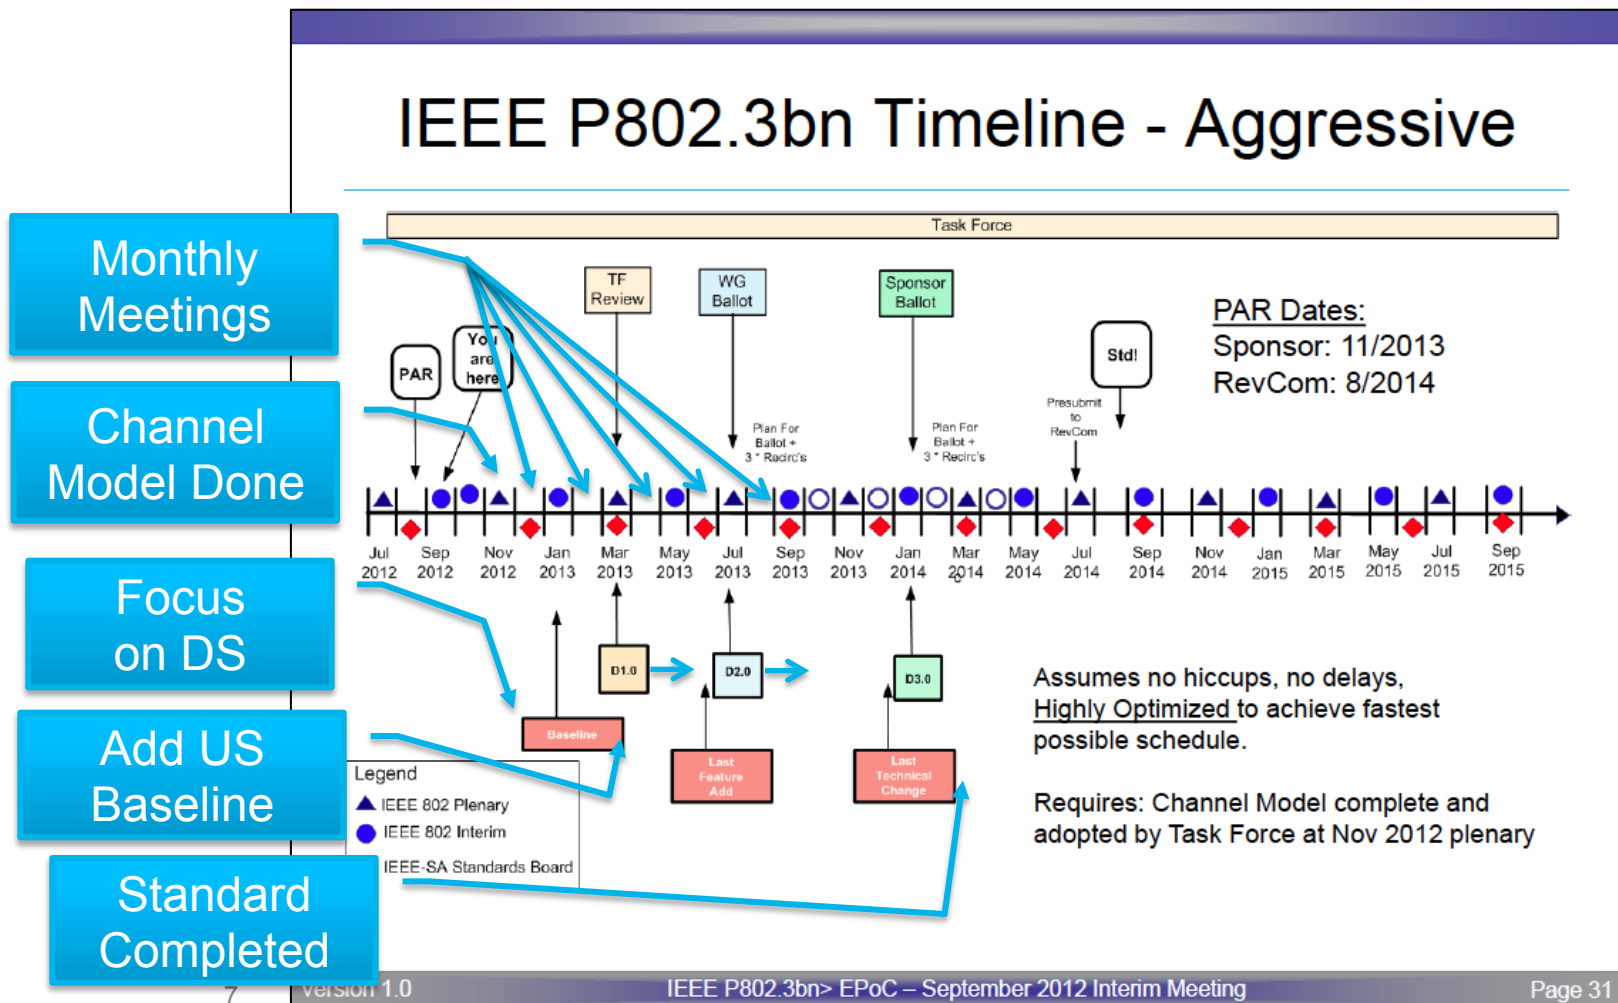 IEEE P802.3bn Timeline - Aggressive
Task Force
Monthly
Meetings
Channel
Model Done
Focus
on DS
Add US
Baseline
Standard
Completed
TF
Review
WG
Ballot
Sponsor
Ballot
PAR
You
are
here
Std!
PAR Dates:
Sponsor: 11/2013
RevCom: 8/2014
Plan For
Ballot +
3 * Recirc's
Plan For
Ballot +
3 * Recirc's
Presubmit
to
RevCom
Jul
2012
Sep
2012
Nov
2012
Jan
2013
Mar
2013
May
2013
Jul
2013
Sep
2013
Nov
2013
Jan
2014
Mar
2014
May
2014
Jul
2014
Sep
2014
Nov
2014
Jan
2015
Mar
2015
May
2015
Jul
2015
Sep
2015
D1.0
D2.0
D3.0
Baseline
Last
Feature
Add
Last
Technical
Change
Assumes no hiccups, no delays,
Highly Optimized to achieve fastest
possible schedule.
Requires: Channel Model complete and
adopted by Task Force at Nov 2012 plenary
Legend
IEEE 802 Plenary
IEEE 802 Interim
IEEE-SA Standards Board
7
Version 1.0
IEEE P802.3bn> EPoC – September 2012 Interim Meeting
Page 31